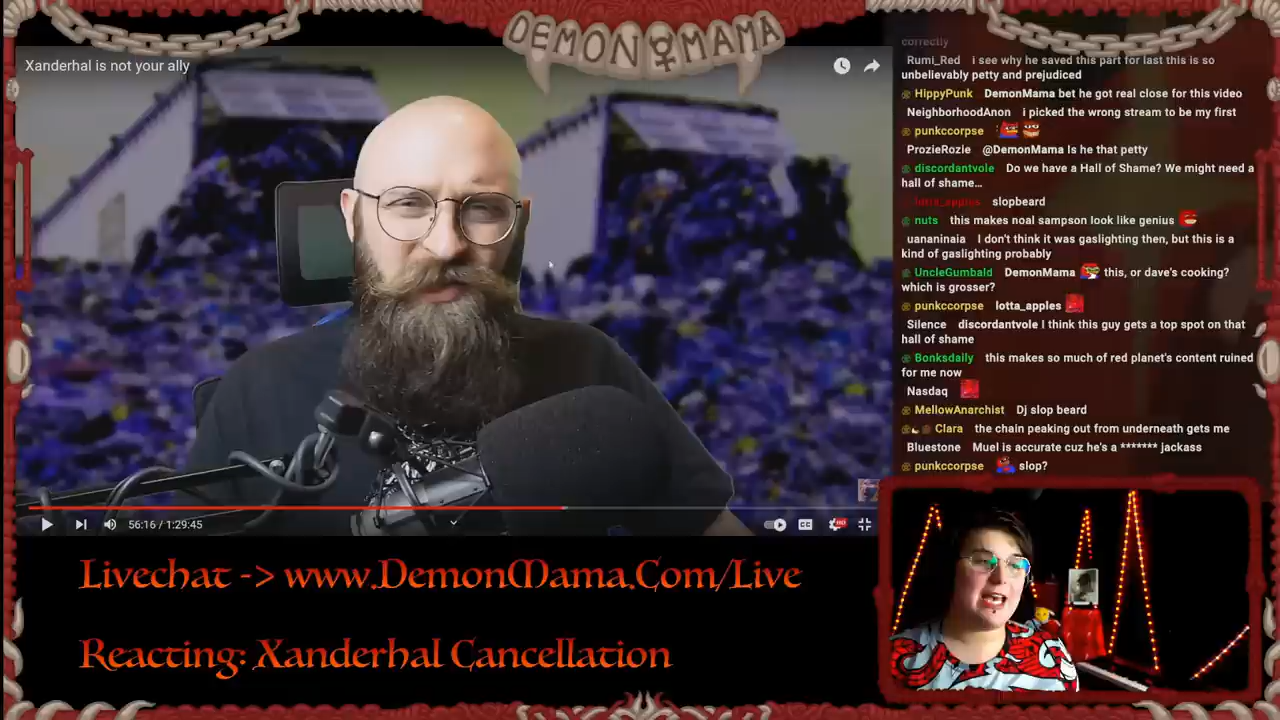 DEMON MAMA
Xanderhal is not your ally
correctly
Rumi_Red i see why he saved this part for last this is so
unbelievably petty and prejudiced
HippyPunk DemonMama bet he got real close for this video
NeighborhoodAnon i picked the wrong stream to be my first
punkccorpse :
ProzieRozie @DemonMama Is he that petty
discordantvole Do we have a Hall of Shame? We might need a
hall of shame…
lotta_apples slopbeard
nuts this makes noal sampson look like genius
uananinaia I don't think it was gaslighting then, but this is a
kind of gaslighting probably
UncleGumbald DemonMama this, or dave's cooking?
which is grosser?
punkccorpse lotta_apples
Silence discordantvole I think this guy gets a top spot on that
hall of shame
Bonksdaily this makes so much of red planet's content ruined
for me now
Nasdaq
MellowAnarchist Dj slop beard
Clara the chain peaking out from underneath gets me
Bluestone Muel is accurate cuz he's a ******* jackass
punkccorpse slop?
56:16 / 1:29:45
CC
HD
Livechat -> www.DemonMama.Com/Live
Reacting: Xanderhal Cancellation